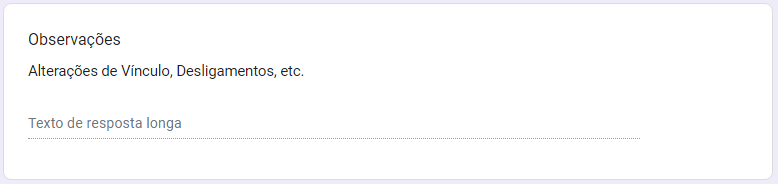 Observações
Alterações de Vínculo, Desligamentos, etc.
Texto de resposta longa